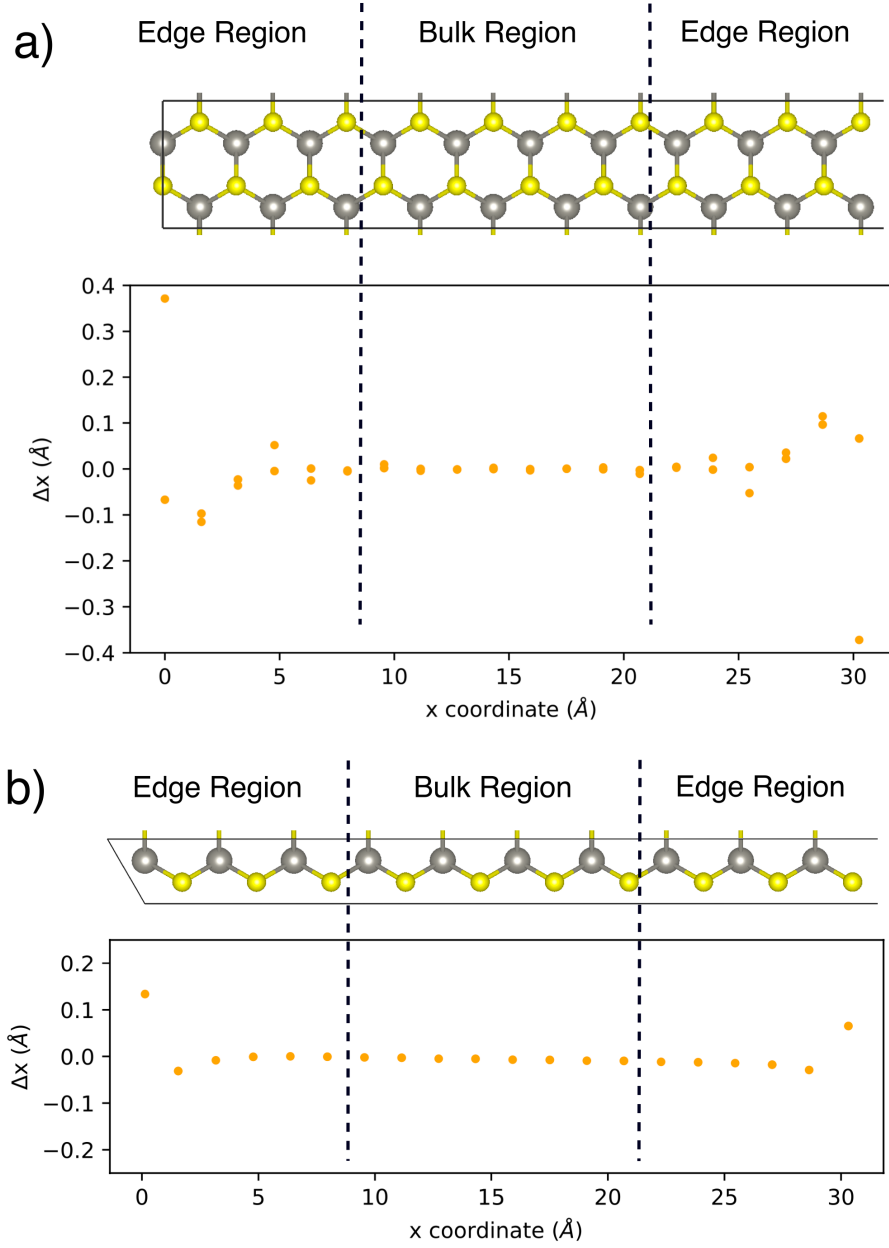 a)
Edge Region Bulk Region Edge Region
0.4
0.3
0.2
0.1
0.0
−0.1
−0.2
−0.3
−0.4
Δx (Å)
0 5 10 15 20 25 30
x coordinate (Å)
b)
Edge Region Bulk Region Edge Region
0.2
0.1
0.0
−0.1
−0.2
Δx (Å)
0 5 10 15 20 25 30
x coordinate (Å)